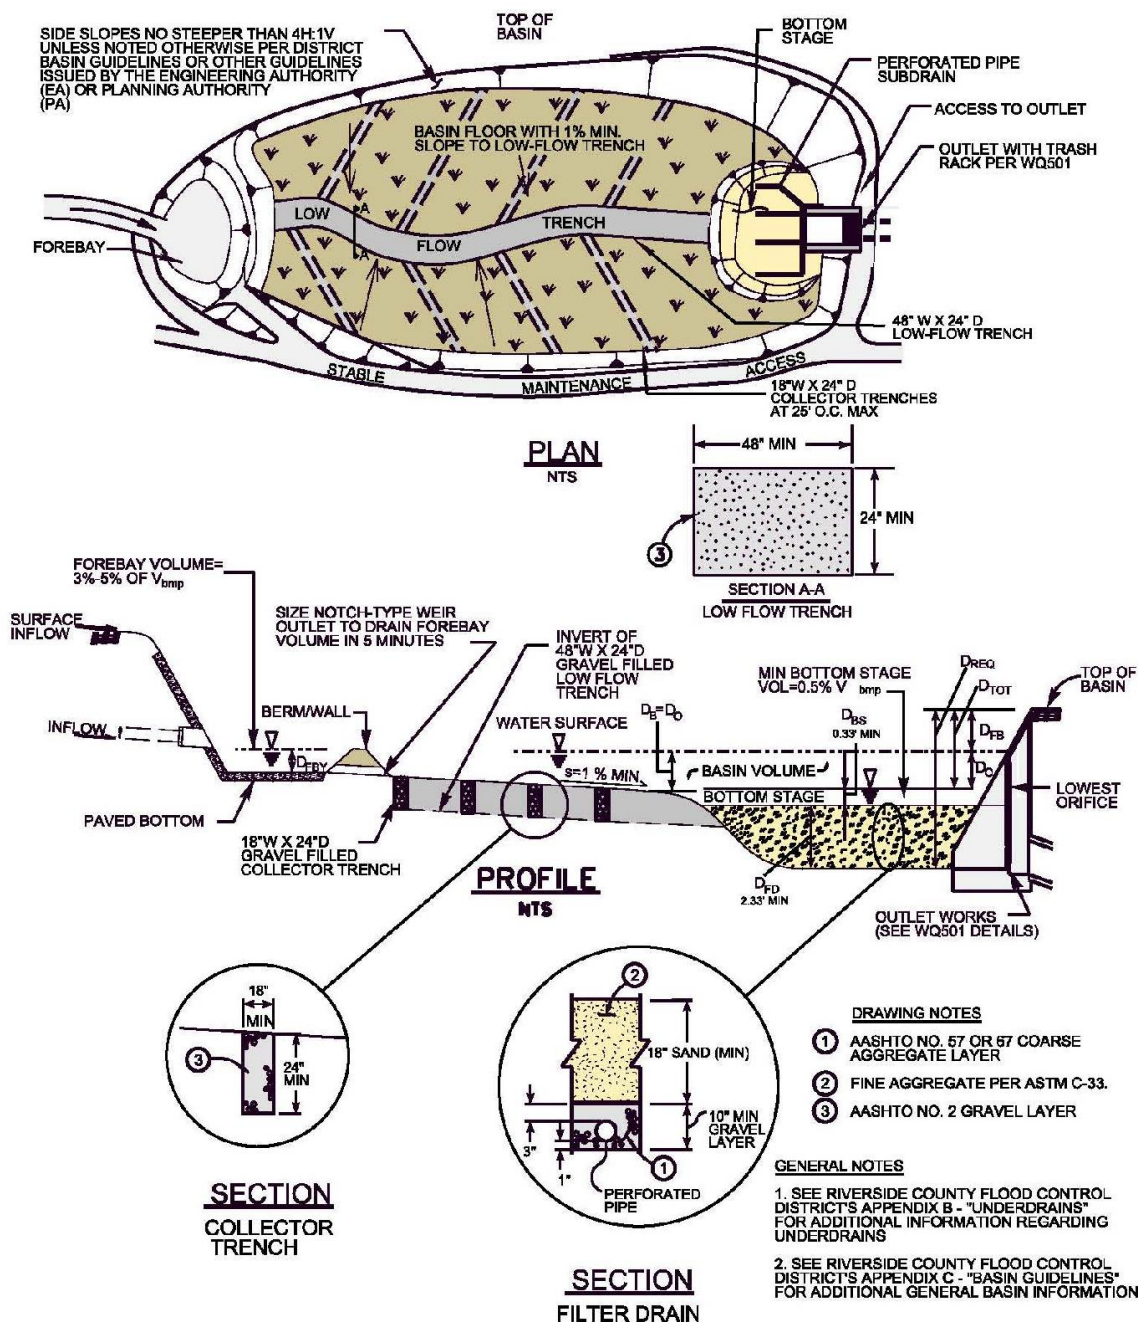 SIDE SLOPES NO STEEPER THAN 4H:1V
UNLESS NOTED OTHERWISE PER DISTRICT
BASIN GUIDELINES OR OTHER GUIDELINES
ISSUED BY THE ENGINEERING AUTHORITY
(EA) OR PLANNING AUTHORITY
(PA)
TOP OF
BASIN
BOTTOM
STAGE
PERFORATED PIPE
SUBDRAIN
ACCESS TO OUTLET
OUTLET WITH TRASH
RACK PER WQ501
BASIN FLOOR WITH 1% MIN.
SLOPE TO LOW-FLOW TRENCH
LOW
A
A
FLOW
TRENCH
FOREBAY
48" W X 24" D
LOW-FLOW TRENCH
STABLE
MAINTENANCE
ACCESS
18"W X 24" D
COLLECTOR TRENCHES
AT 25' O.C. MAX
PLAN
NTS
48" MIN
24" MIN
3
SECTION A-A
LOW FLOW TRENCH
FOREBAY VOLUME=
3%-5% OF Vbmp
SURFACE
INFLOW
SIZE NOTCH-TYPE WEIR
OUTLET TO DRAIN FOREBAY
VOLUME IN 5 MINUTES
INVERT OF
48"W X 24"D
GRAVEL FILLED
LOW FLOW
TRENCH
MIN BOTTOM STAGE
VOL=0.5% V bmp
DREQ
DTOT
TOP OF
BASIN
INFLOW
BERM/WALL
WATER SURFACE
DB=DO
DBS
0.33' MIN
DFB
DO
DFBY
s=1 % MIN
BASIN VOLUME
BOTTOM STAGE
LOWEST
ORIFICE
PAVED BOTTOM
18"W X 24"D
GRAVEL FILLED
COLLECTOR TRENCH
PROFILE
NTS
DFD
2.33' MIN
OUTLET WORKS
(SEE WQ501 DETAILS)
18"
MIN
3
24"
MIN
SECTION
COLLECTOR
TRENCH
2
18" SAND (MIN)
10" MIN
GRAVEL
LAYER
3"
1"
1
PERFORATED
PIPE
SECTION
FILTER DRAIN
DRAWING NOTES
1 AASHTO NO. 57 OR 67 COARSE
AGGREGATE LAYER
2 FINE AGGREGATE PER ASTM C-33.
3 AASHTO NO. 2 GRAVEL LAYER
GENERAL NOTES
1. SEE RIVERSIDE COUNTY FLOOD CONTROL
DISTRICT'S APPENDIX B - "UNDERDRAINS"
FOR ADDITIONAL INFORMATION REGARDING
UNDERDRAINS
2. SEE RIVERSIDE COUNTY FLOOD CONTROL
DISTRICT'S APPENDIX C - "BASIN GUIDELINES"
FOR ADDITIONAL GENERAL BASIN INFORMATION